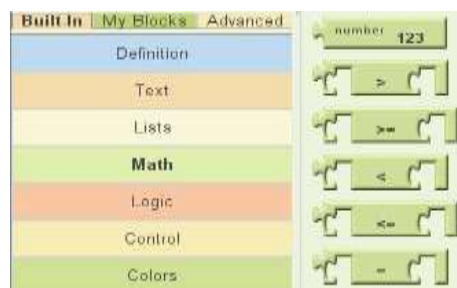 Built In My Blocks Advanced
Definition
Text
Lists
Math
Logic
Control
Colors
number 123
>
>=
<
<=
=